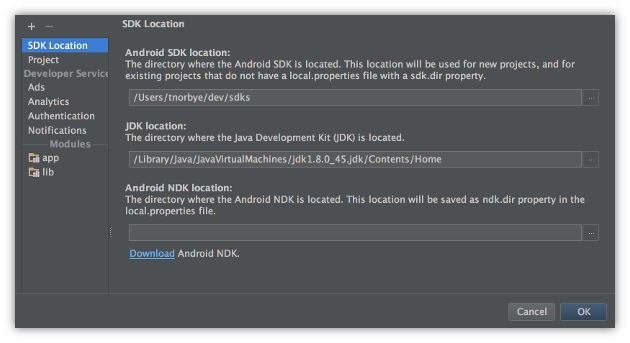 SDK Location
SDK Location
Project
Developer Service
Ads
Analytics
Authentication
Notifications
Modules
app
lib
Android SDK location:
The directory where the Android SDK is located. This location will be used for new projects, and for
existing projects that do not have a local.properties file with a sdk.dir property.
/Users/tnorbye/dev/sdks
...
JDK location:
The directory where the Java Development Kit (JDK) is located.
/Library/Java/JavaVirtualMachines/jdk1.8.0_45.jdk/Contents/Home
...
Android NDK location:
The directory where the Android NDK is located. This location will be saved as ndk.dir property in the
local.properties file.
...
Download Android NDK.
Cancel
OK